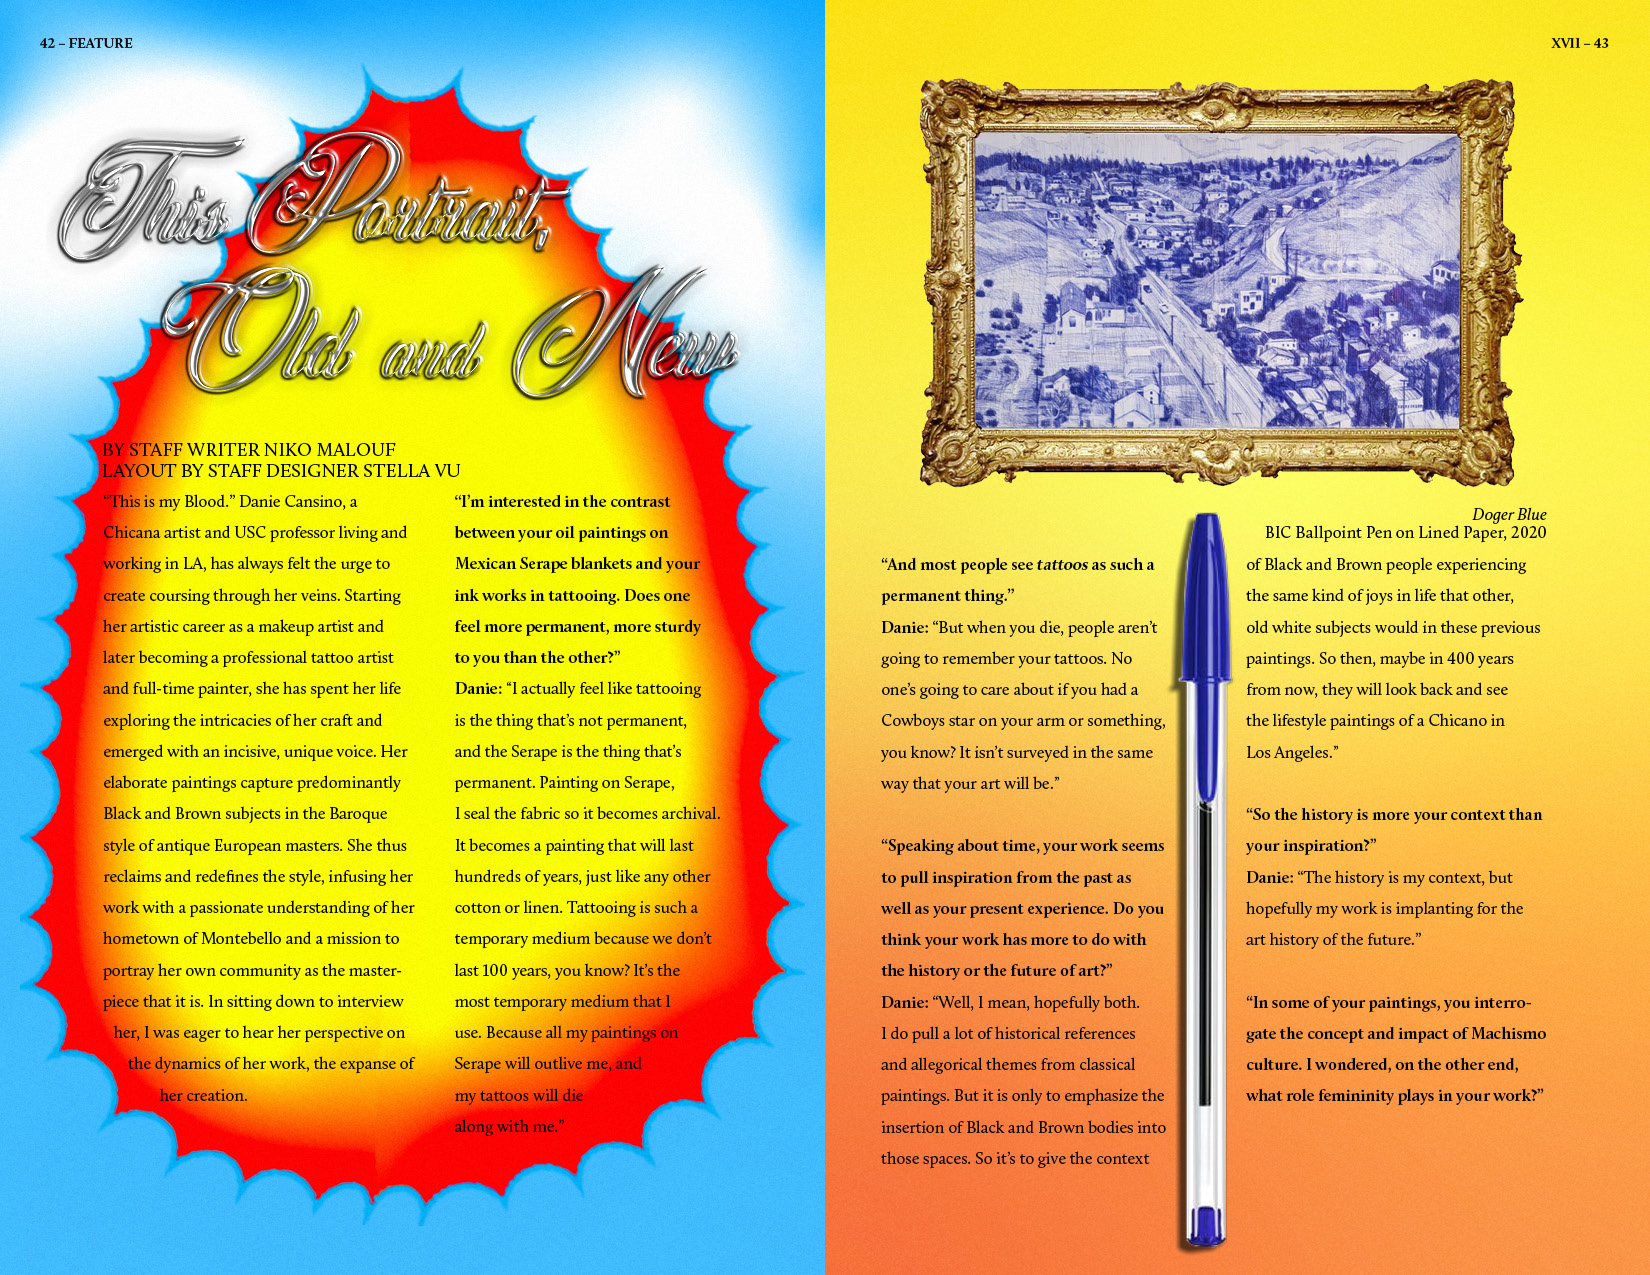 42 – FEATURE
This Portrait,
Old and New
BY STAFF WRITER NIKO MALOUF
LAYOUT BY STAFF DESIGNER STELLA VU
“This is my Blood.” Danie Cansino, a
Chicana artist and USC professor living and
working in LA, has always felt the urge to
create coursing through her veins. Starting
her artistic career as a makeup artist and
later becoming a professional tattoo artist
and full-time painter, she has spent her life
exploring the intricacies of her craft and
emerged with an incisive, unique voice. Her
elaborate paintings capture predominantly
Black and Brown subjects in the Baroque
style of antique European masters. She thus
reclaims and redefines the style, infusing her
work with a passionate understanding of her
hometown of Montebello and a mission to
portray her own community as the master-
piece that it is. In sitting down to interview
her, I was eager to hear her perspective on
the dynamics of her work, the expanse of
her creation.
“I’m interested in the contrast
between your oil paintings on
Mexican Serape blankets and your
ink works in tattooing. Does one
feel more permanent, more sturdy
to you than the other?”
Danie: “I actually feel like tattooing
is the thing that’s not permanent,
and the Serape is the thing that’s
permanent. Painting on Serape,
I seal the fabric so it becomes archival.
It becomes a painting that will last
hundreds of years, just like any other
cotton or linen. Tattooing is such a
temporary medium because we don’t
last 100 years, you know? It’s the
most temporary medium that I
use. Because all my paintings on
Serape will outlive me, and
my tattoos will die
along with me.”
XVII – 43
Doger Blue
BIC Ballpoint Pen on Lined Paper, 2020
“And most people see tattoos as such a
permanent thing.”
Danie: “But when you die, people aren’t
going to remember your tattoos. No
one’s going to care about if you had a
Cowboys star on your arm or something,
you know? It isn’t surveyed in the same
way that your art will be.”
“Speaking about time, your work seems
to pull inspiration from the past as
well as your present experience. Do you
think your work has more to do with
the history or the future of art?”
Danie: “Well, I mean, hopefully both.
I do pull a lot of historical references
and allegorical themes from classical
paintings. But it is only to emphasize the
insertion of Black and Brown bodies into
those spaces. So it’s to give the context
of Black and Brown people experiencing
the same kind of joys in life that other,
old white subjects would in these previous
paintings. So then, maybe in 400 years
from now, they will look back and see
the lifestyle paintings of a Chicano in
Los Angeles.”
“So the history is more your context than
your inspiration?”
Danie: “The history is my context, but
hopefully my work is implanting for the
art history of the future.”
“In some of your paintings, you interro-
gate the concept and impact of Machismo
culture. I wondered, on the other end,
what role femininity plays in your work?”